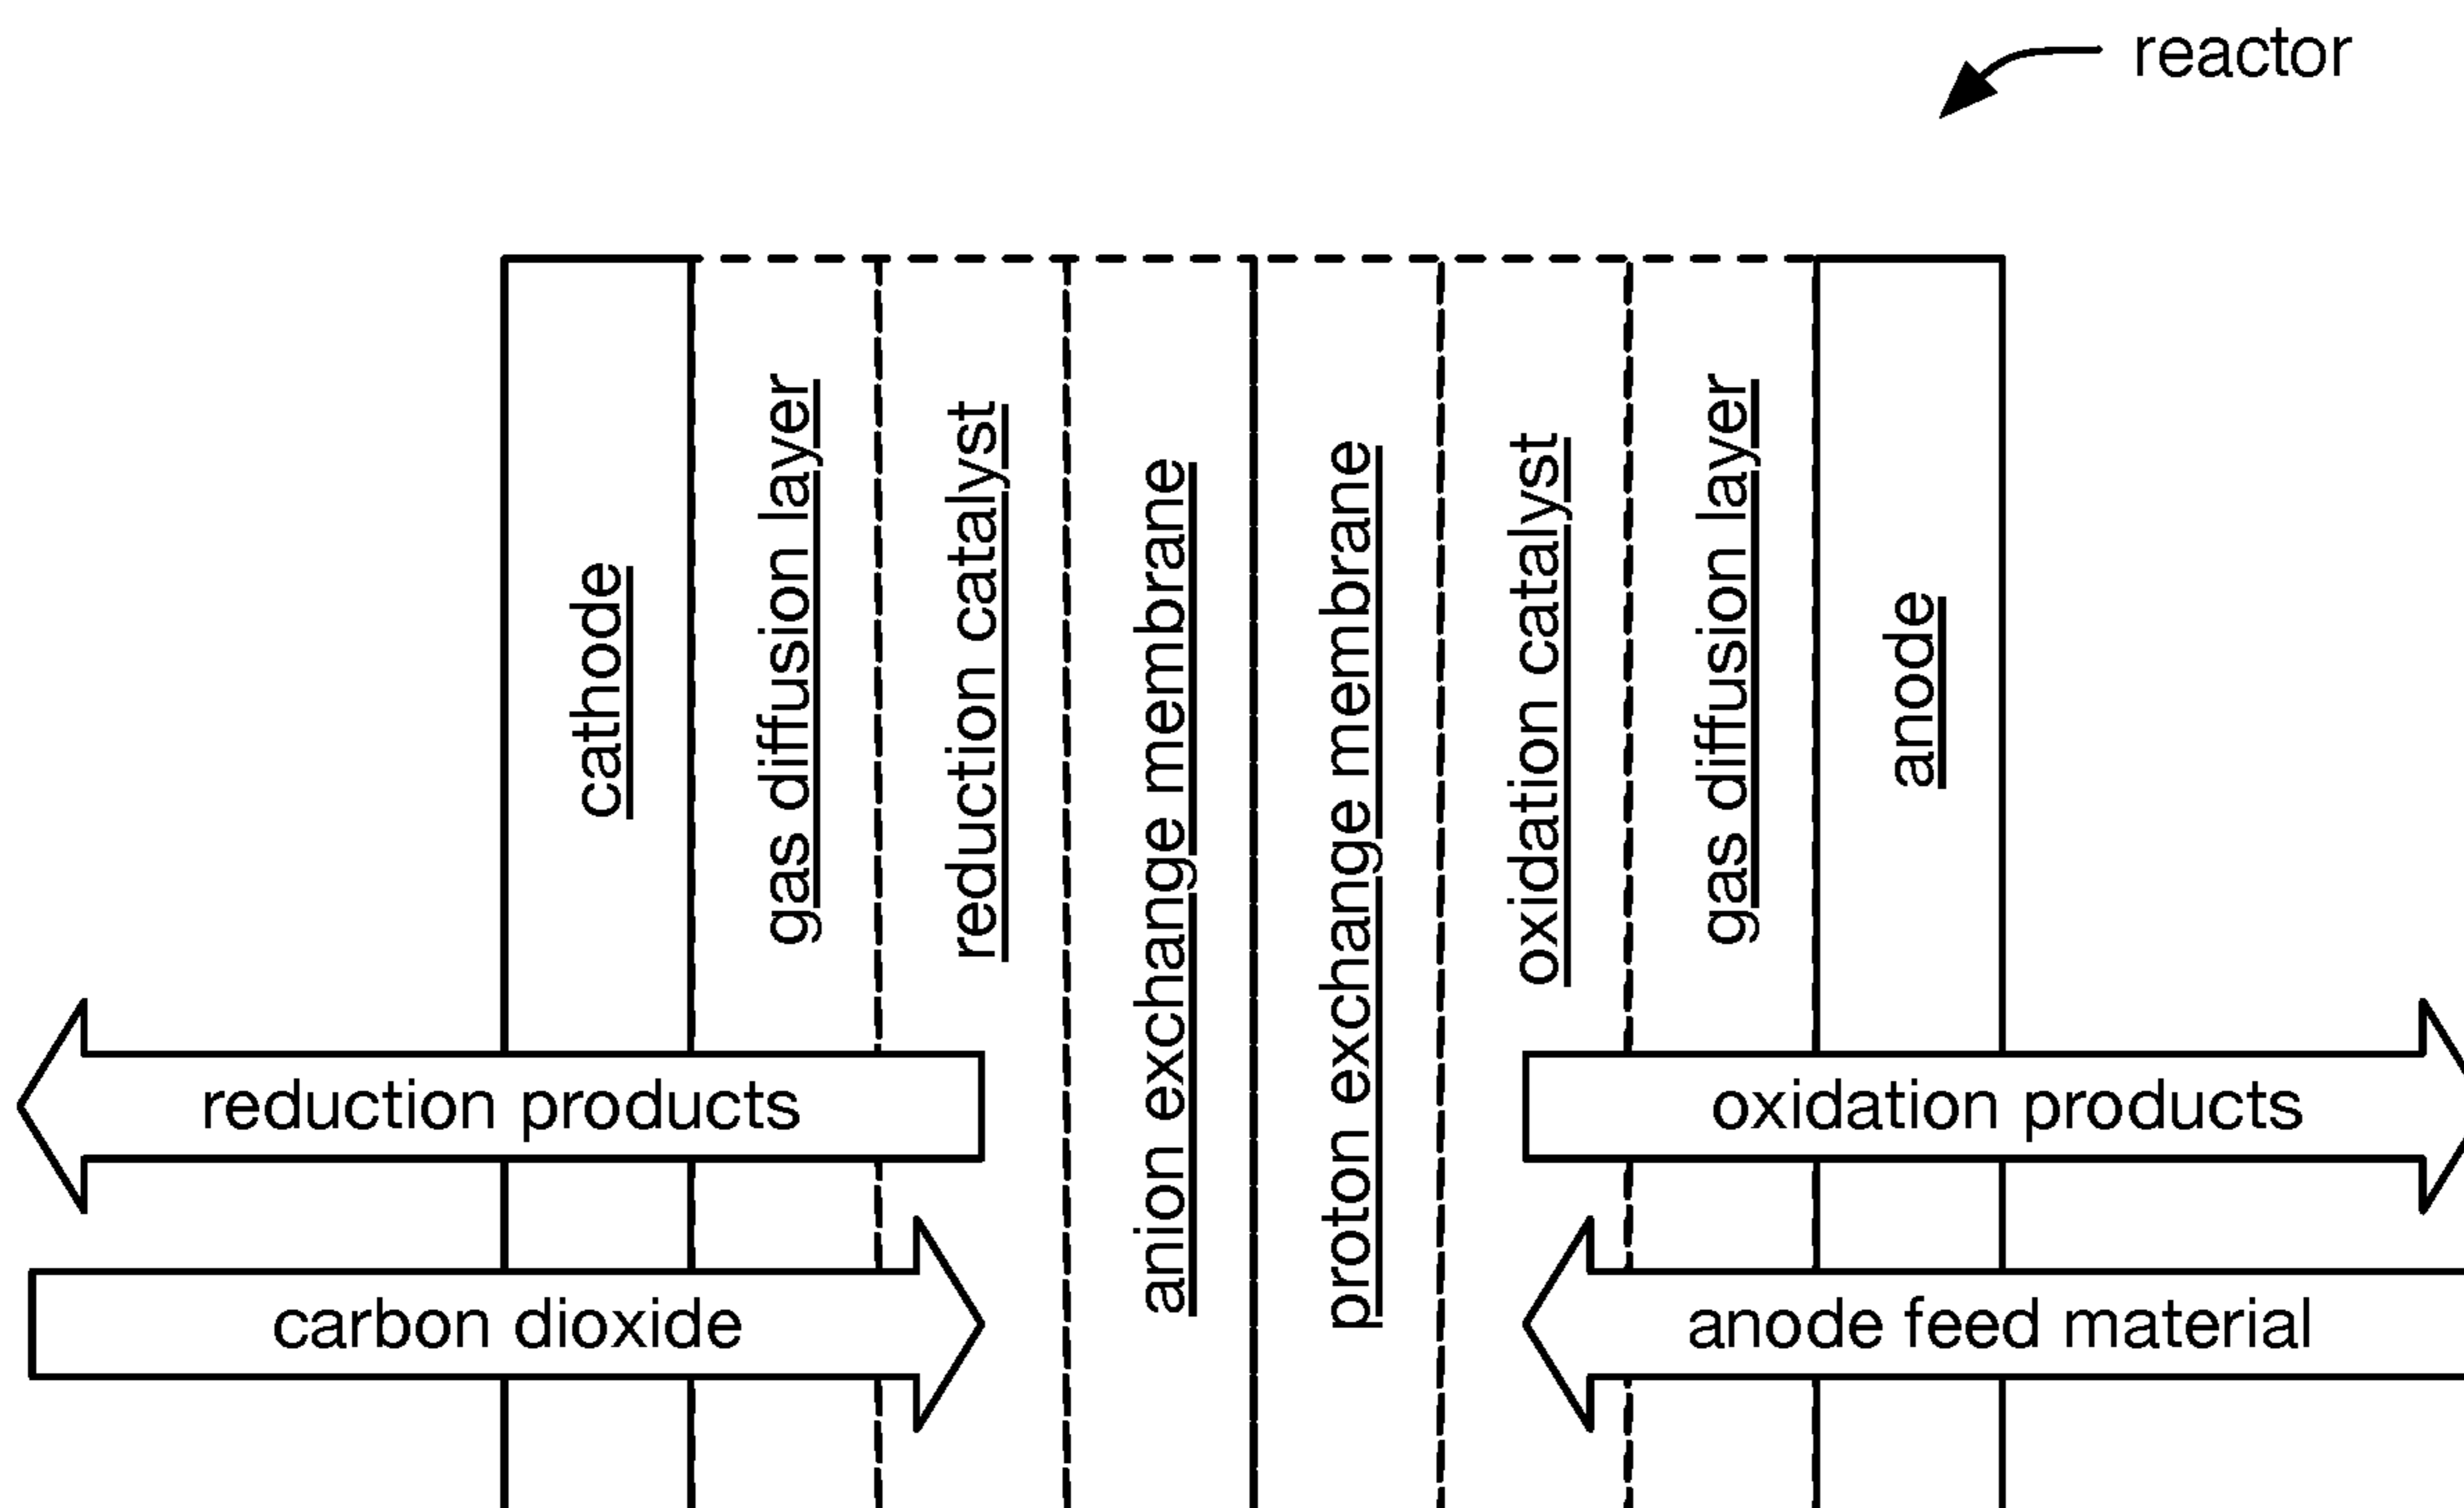 reactor
cathode
gas diffusion layer
reduction catalyst
anion exchange membrane
proton exchange membrane
oxidation catalyst
gas diffusion layer
anode
reduction products
oxidation products
carbon dioxide
anode feed material